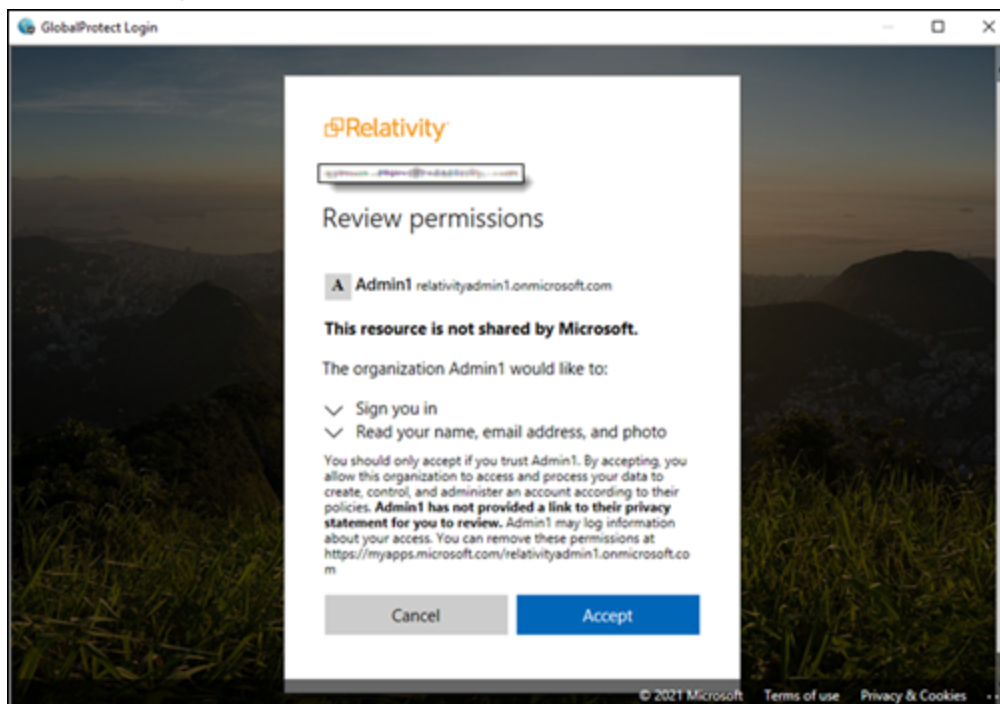 GlobalProtect Login
Relativity
Review permissions
A Admin1 relativityadmin1.onmicrosoft.com
This resource is not shared by Microsoft.
The organization Admin1 would like to:
Sign you in
Read your name, email address, and photo
You should only accept if you trust Admin1. By accepting, you
allow this organization to access and process your data to
create, control, and administer an account according to their
policies. Admin1 has not provided a link to their privacy
statement for you to review. Admin1 may log information
about your access. You can remove these permissions at
https://myapps.microsoft.com/relativityadmin1.onmicrosoft.co
m
Cancel Accept
© 2021 Microsoft Terms of use Privacy & Cookies